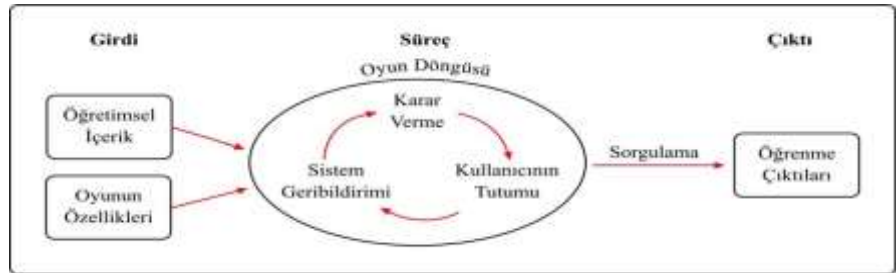 Girdi
Süreç
Çıktı
Oyun Döngüsü
Öğretimsel
İçerik
Oyunun
Özellikleri
Karar
Verme
Kullanıcının
Tutumu
Sistem
Geribildirimi
Sorgulama
Öğrenme
Çıktıları